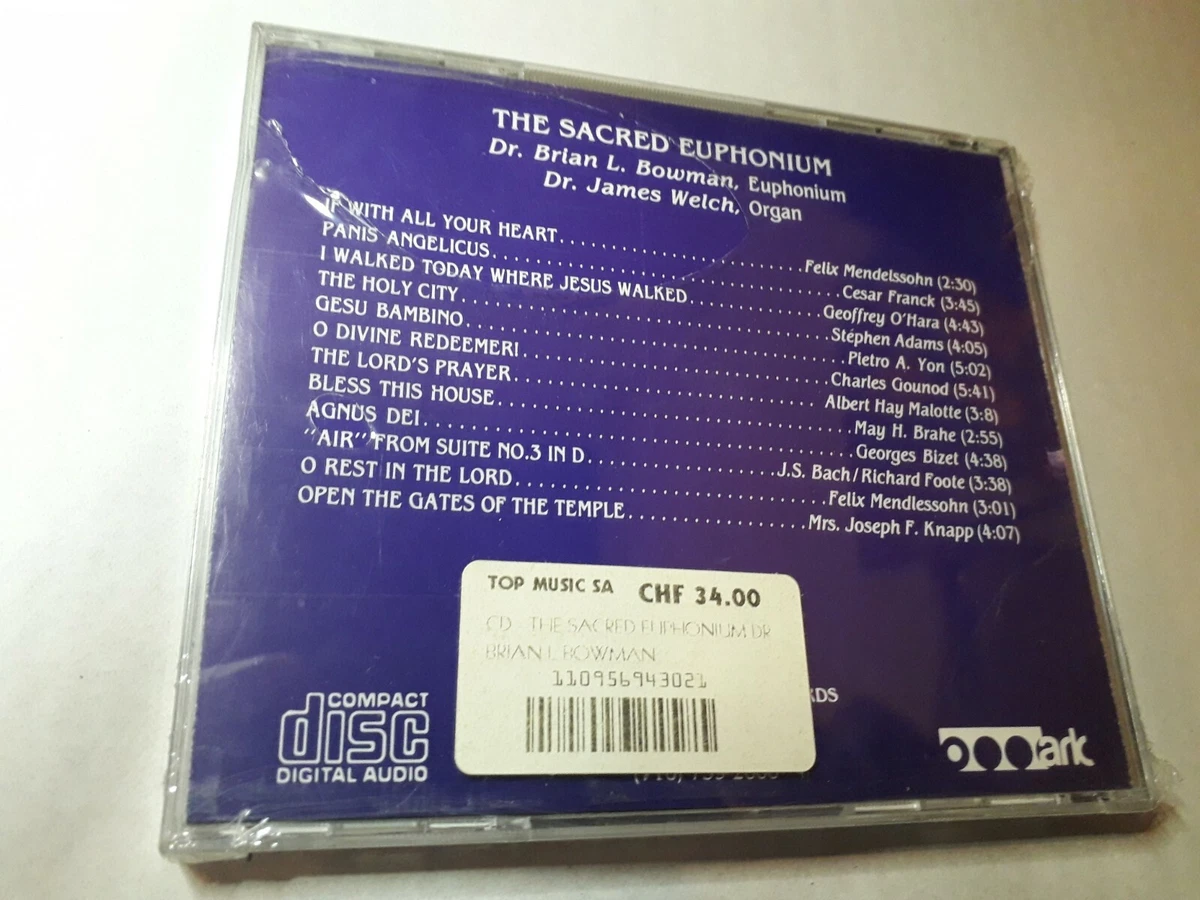 THE SACRED EUPHONIUM
Dr. Brian L. Bowman, Euphonium
Dr. James Welch, Organ
IF WITH ALL YOUR HEART..........Felix Mendelssohn (2:30)
PANIS ANGELICUS..........Cesar Franck (3:45)
I WALKED TODAY WHERE JESUS WALKED..........Geoffrey O'Hara (4:43)
THE HOLY CITY..........Stephen Adams (4:05)
GESU BAMBINO..........Pietro A. Yon (5:02)
O DIVINE REDEEMER!..........Charles Gounod (5:41)
THE LORD'S PRAYER..........Albert Hay Malotte (3:8)
BLESS THIS HOUSE..........May H. Brahe (2:55)
AGNUS DEI..........Georges Bizet (4:38)
"AIR" FROM SUITE NO.3 IN D..........J.S. Bach/Richard Foote (3:38)
O REST IN THE LORD..........Felix Mendlessohn (3:01)
OPEN THE GATES OF THE TEMPLE..........Mrs. Joseph F. Knapp (4:07)
TOP MUSIC SA CHF 34.00
CD - THE SACRED EUPHONIUM DR
BRIAN L BOWMAN
110956943021
COMPACT
disc
DIGITAL AUDIO
ark